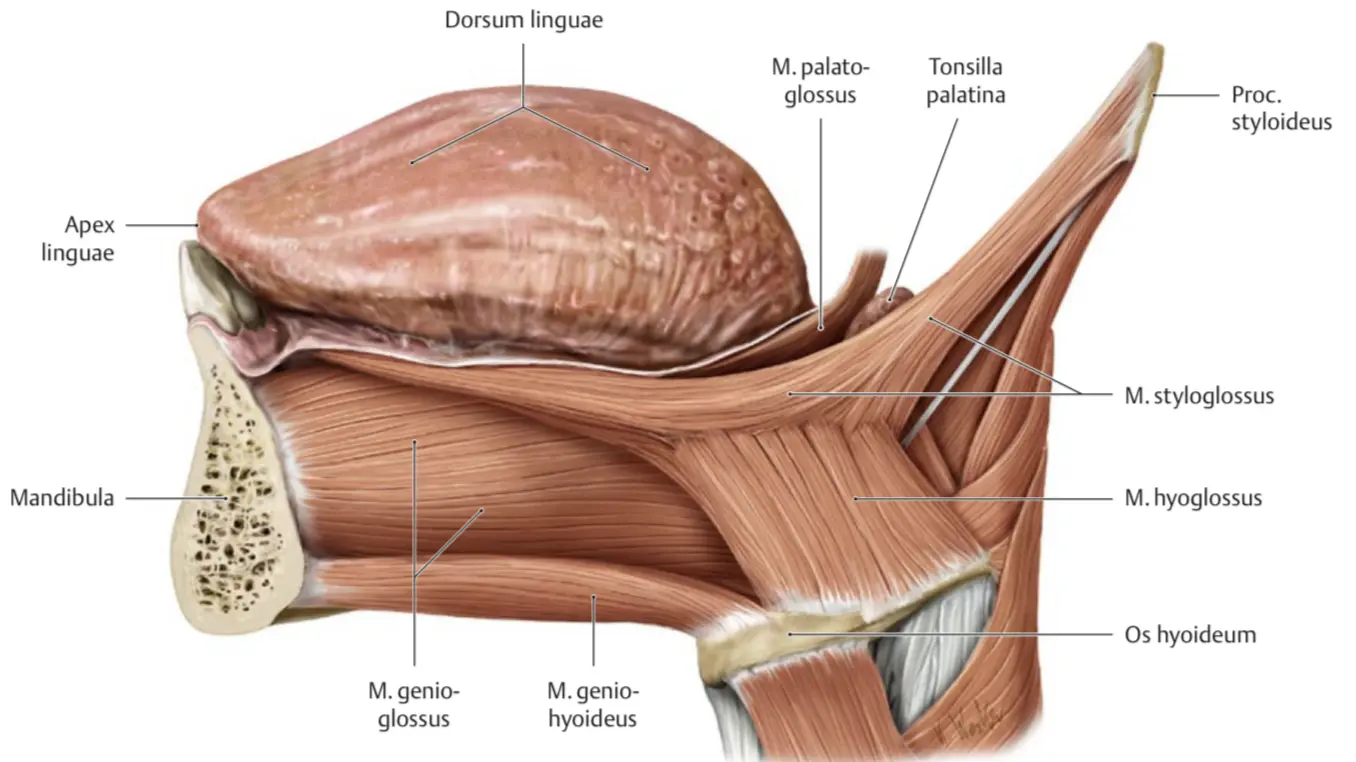 Dorsum linguae
M. palato-
glossus
Tonsilla
palatina
Proc.
styloideus
Apex
linguae
M. styloglossus
Mandibula
M. hyoglossus
Os hyoideum
M. genio-
glossus
M. genio-
hyoideus